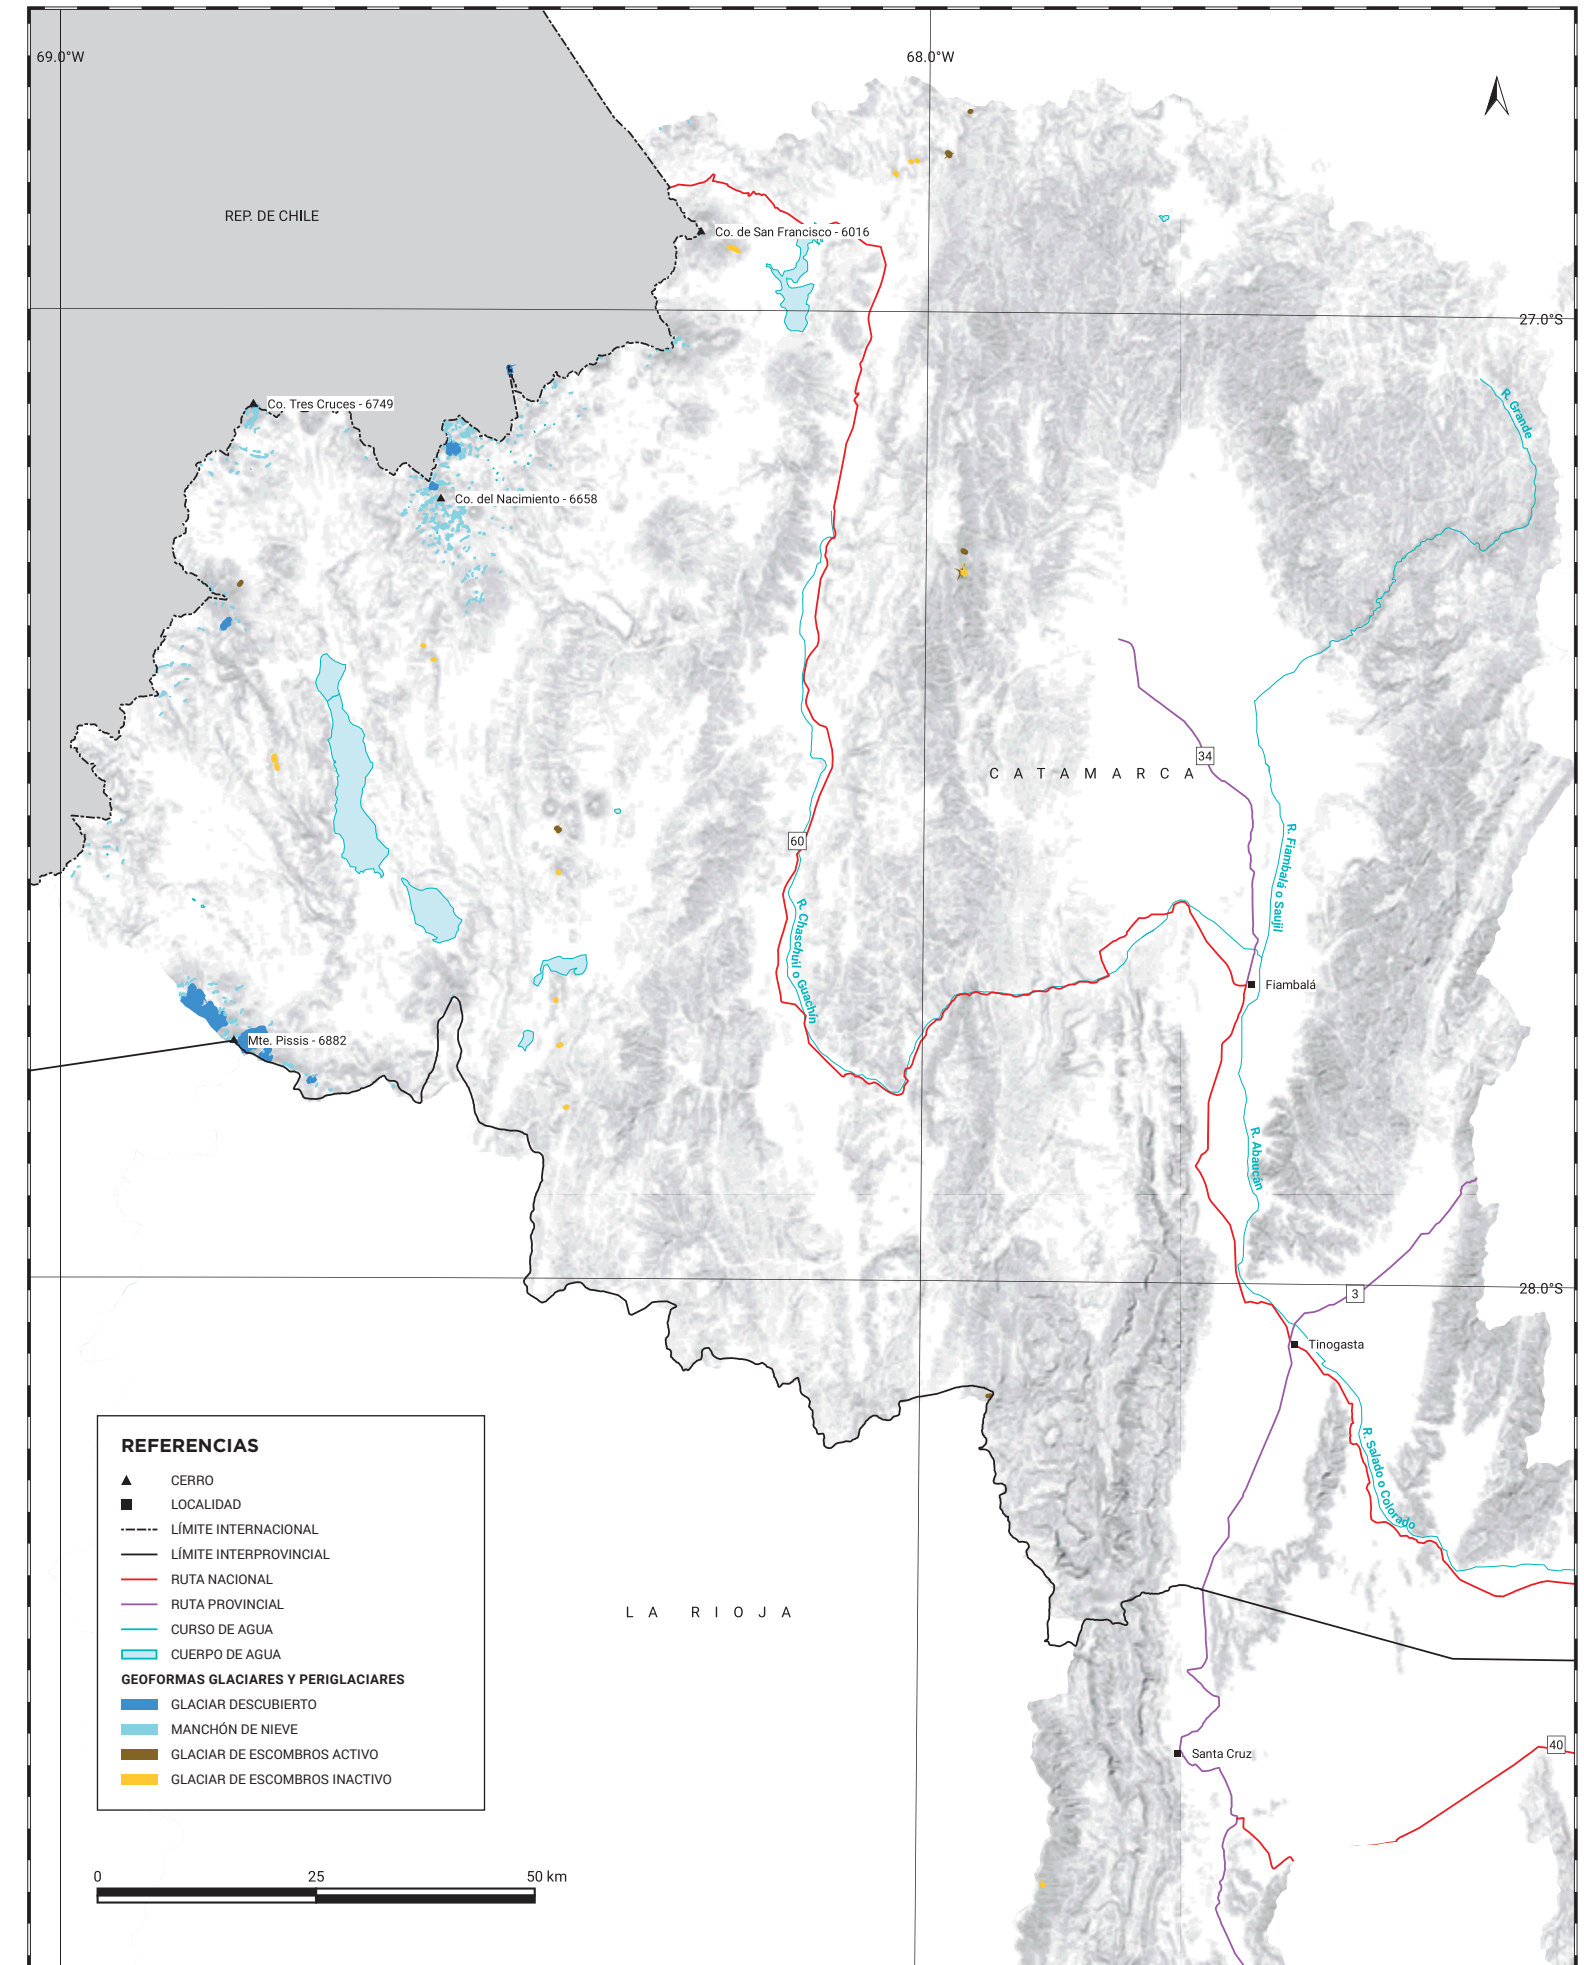 69.0°W
68.0°W
REP. DE CHILE
Co. de San Francisco - 6016
27.0°S
Co. Tres Cruces - 6749
R. Grande
Co. del Nacimiento - 6658
34
CATAMARCA
60
R. Fiambalá o Saujil
R. Chaschuil o Guachín
Fiambalá
Mte. Pissis - 6882
R. Abaucán
28.0°S
3
Tinogasta
R. Salado o Colorado
LA RIOJA
Santa Cruz
40
REFERENCIAS
CERRO
LOCALIDAD
LÍMITE INTERNACIONAL
LÍMITE INTERPROVINCIAL
RUTA NACIONAL
RUTA PROVINCIAL
CURSO DE AGUA
CUERPO DE AGUA
GEOFORMAS GLACIARES Y PERIGLACIARES
GLACIAR DESCUBIERTO
MANCHÓN DE NIEVE
GLACIAR DE ESCOMBROS ACTIVO
GLACIAR DE ESCOMBROS INACTIVO
0 25 50 km